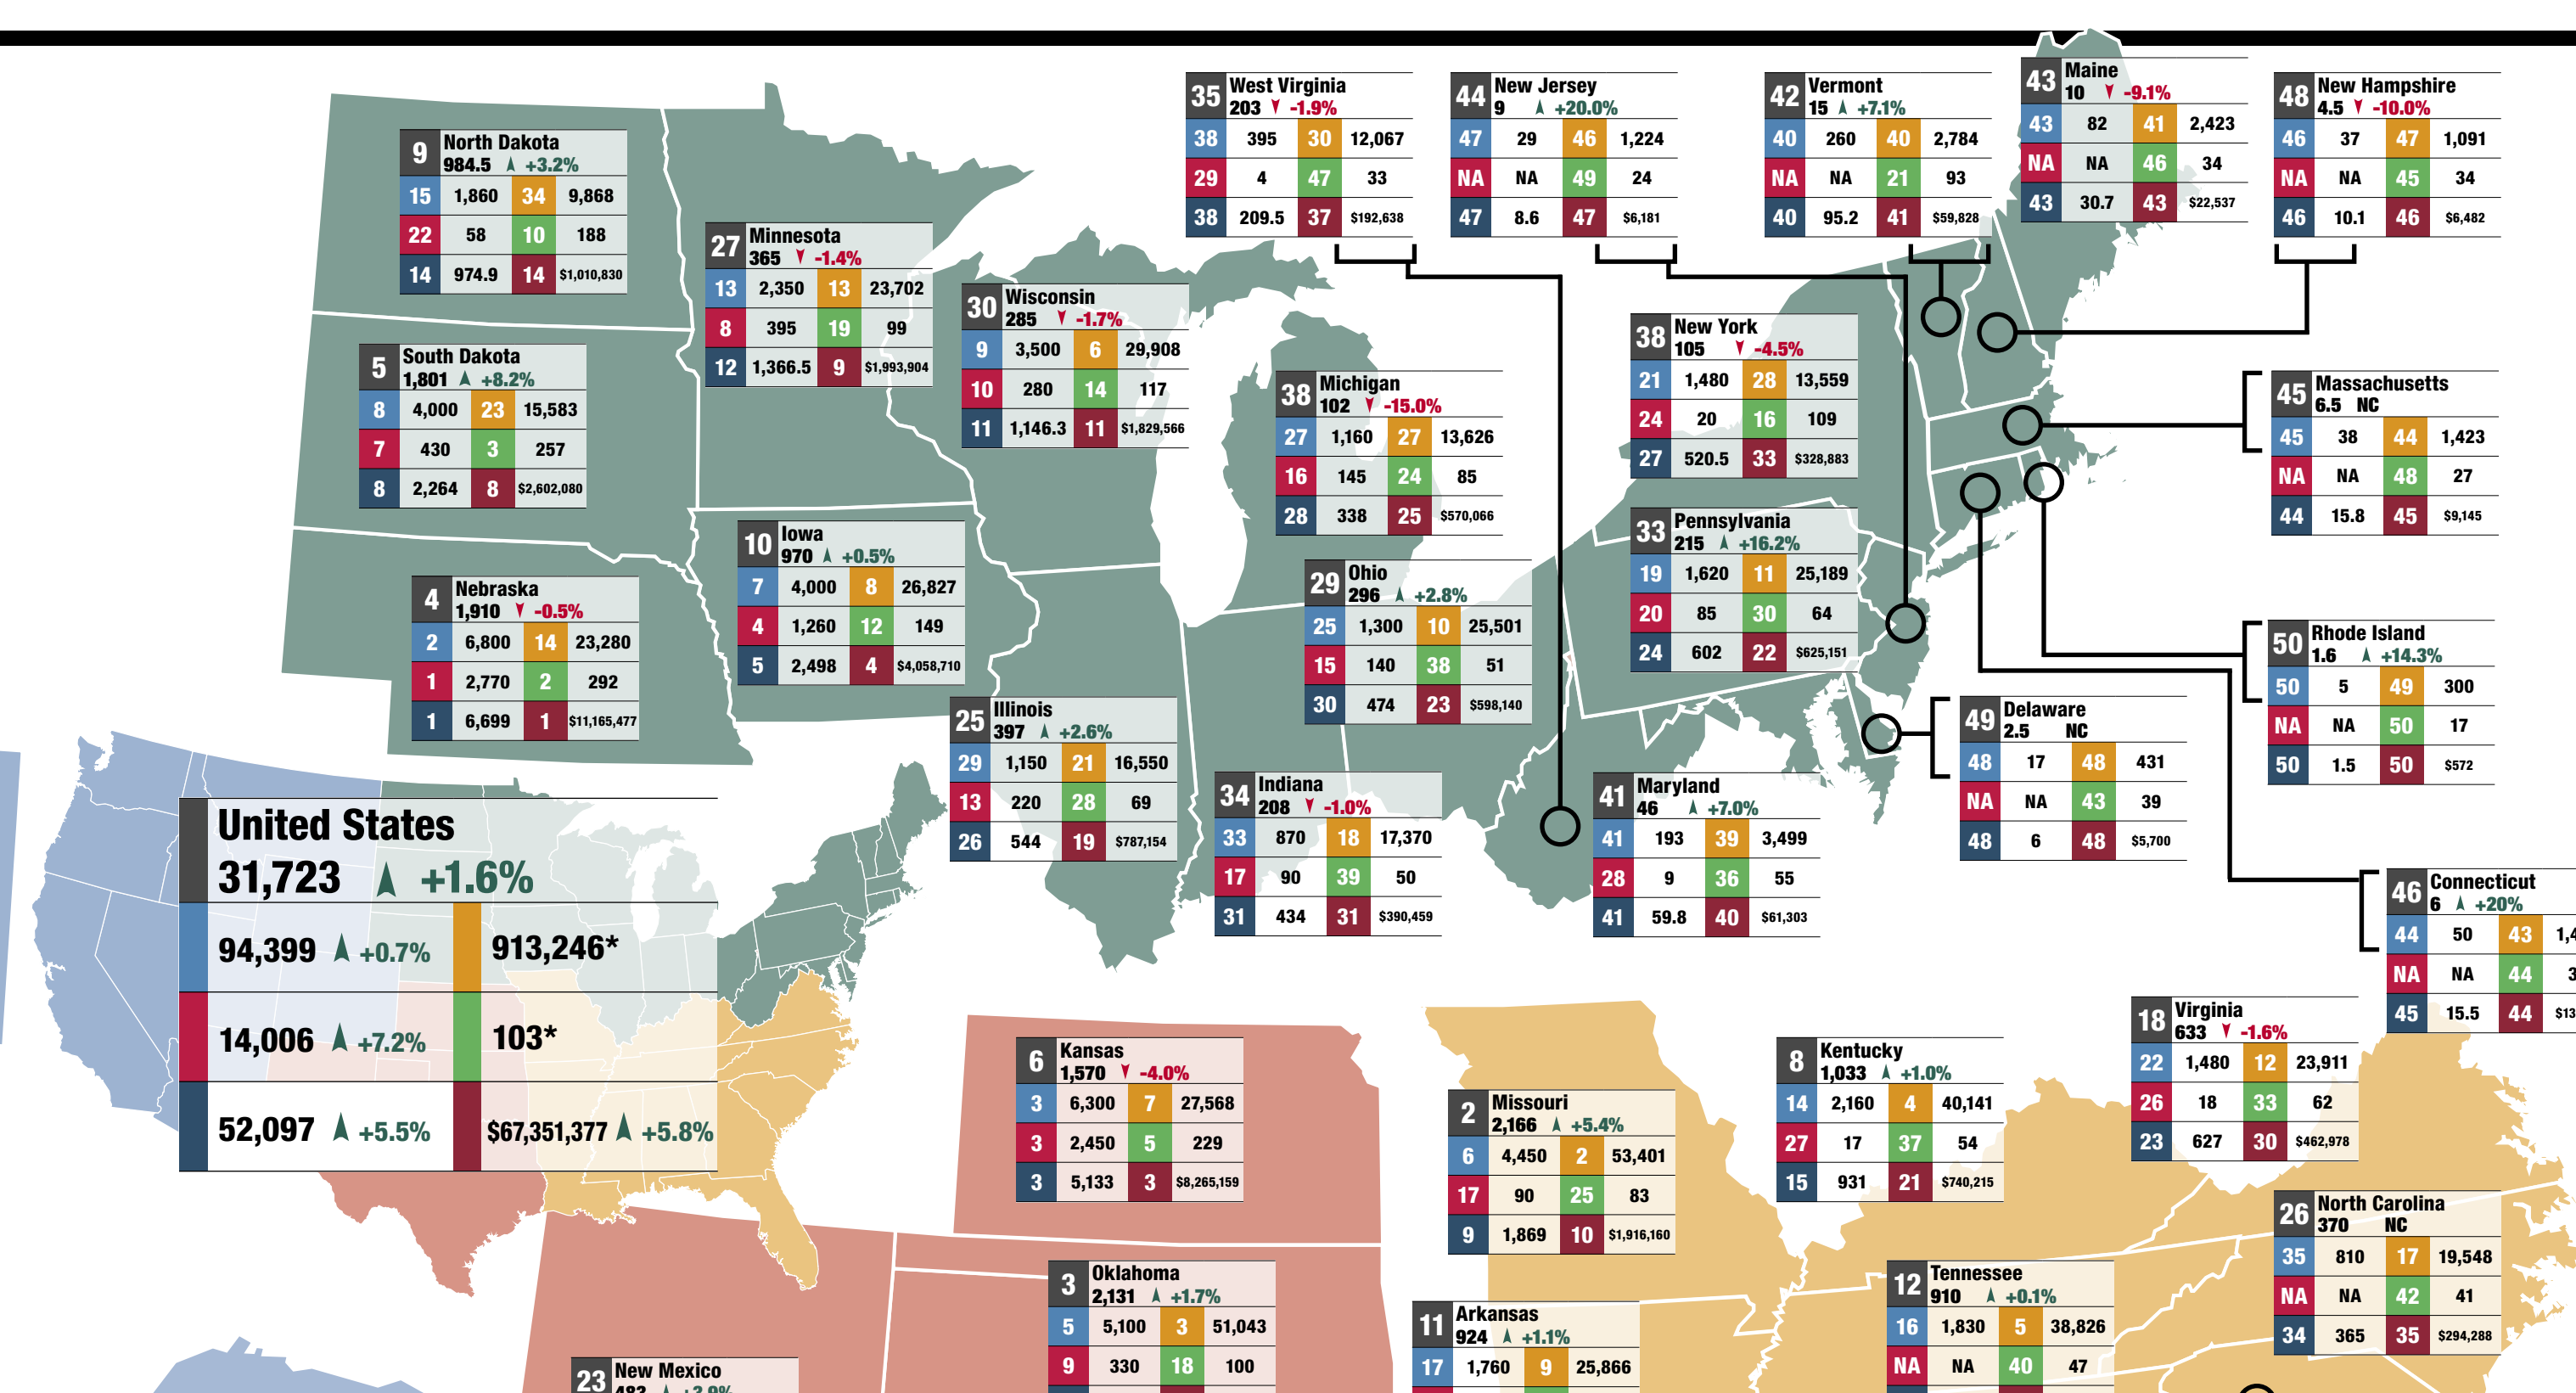 35 West Virginia
203 -1.9%
38 395 30 12,067
29 4 47 33
38 209.5 37 $192,638
44 New Jersey
9 +20.0%
47 29 46 1,224
NA NA 49 24
47 8.6 47 $6,181
42 Vermont
15 +7.1%
40 260 40 2,784
NA NA 21 93
40 95.2 41 $59,828
43 Maine
10 -9.1%
43 82 41 2,423
NA NA 46 34
43 30.7 43 $22,537
48 New Hampshire
4.5 -10.0%
46 37 47 1,091
NA NA 45 34
46 10.1 46 $6,482
9 North Dakota
984.5 +3.2%
15 1,860 34 9,868
22 58 10 188
14 974.9 14 $1,010,830
27 Minnesota
365 -1.4%
13 2,350 13 23,702
8 395 19 99
12 1,366.5 9 $1,993,904
30 Wisconsin
285 -1.7%
9 3,500 6 29,908
10 280 14 117
11 1,146.3 11 $1,829,566
38 New York
105 -4.5%
21 1,480 28 13,559
24 20 16 109
27 520.5 33 $328,883
5 South Dakota
1,801 +8.2%
8 4,000 23 15,583
7 430 3 257
8 2,264 8 $2,602,080
38 Michigan
102 -15.0%
27 1,160 27 13,626
16 145 24 85
28 338 25 $570,066
45 Massachusetts
6.5 NC
45 38 44 1,423
NA NA 48 27
44 15.8 45 $9,145
10 Iowa
970 +0.5%
7 4,000 8 26,827
4 1,260 12 149
5 2,498 4 $4,058,710
33 Pennsylvania
215 +16.2%
19 1,620 11 25,189
20 85 30 64
24 602 22 $625,151
4 Nebraska
1,910 -0.5%
2 6,800 14 23,280
1 2,770 2 292
1 6,699 1 $11,165,477
29 Ohio
296 +2.8%
25 1,300 10 25,501
15 140 38 51
30 474 23 $598,140
50 Rhode Island
1.6 +14.3%
50 5 49 300
NA NA 50 17
50 1.5 50 $572
25 Illinois
397 +2.6%
29 1,150 21 16,550
13 220 28 69
26 544 19 $787,154
49 Delaware
2.5 NC
48 17 48 431
NA NA 43 39
48 6 48 $5,700
34 Indiana
208 -1.0%
33 870 18 17,370
17 90 39 50
31 434 31 $390,459
41 Maryland
46 +7.0%
41 193 39 3,499
28 9 36 55
41 59.8 40 $61,303
United States
31,723 +1.6%
94,399 +0.7% 913,246*
14,006 +7.2% 103*
52,097 +5.5% $67,351,377 +5.8%
46 Connecticut
6 +20%
44 50 43 1,4
NA NA 44 3
45 15.5 44 $13
18 Virginia
633 -1.6%
22 1,480 12 23,911
26 18 33 62
23 627 30 $462,978
6 Kansas
1,570 -4.0%
3 6,300 7 27,568
3 2,450 5 229
3 5,133 3 $8,265,159
2 Missouri
2,166 +5.4%
6 4,450 2 53,401
17 90 25 83
9 1,869 10 $1,916,160
8 Kentucky
1,033 +1.0%
14 2,160 4 40,141
27 17 37 54
15 931 21 $740,215
26 North Carolina
370 NC
35 810 17 19,548
NA NA 42 41
34 365 35 $294,288
3 Oklahoma
2,131 +1.7%
5 5,100 3 51,043
9 330 18 100
11 Arkansas
924 +1.1%
17 1,760 9 25,866
12 Tennessee
910 +0.1%
16 1,830 5 38,826
NA NA 40 47
23 New Mexico